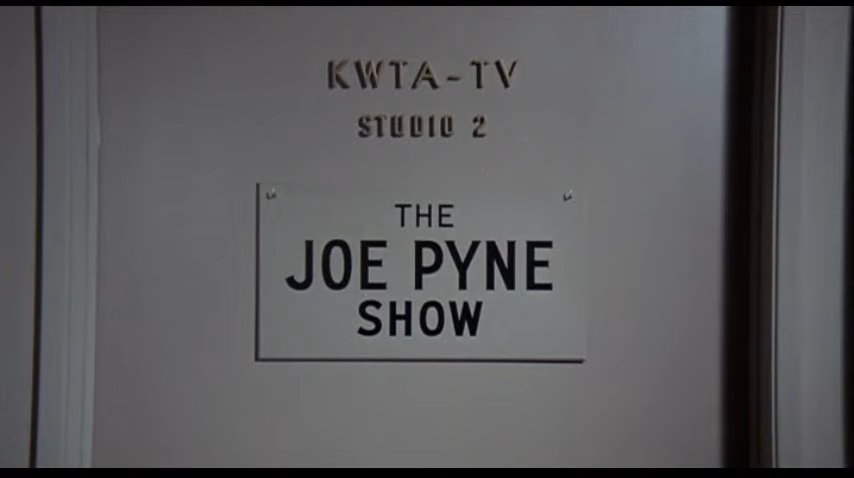 KWTA-TV
STUDIO 2
THE
JOE PYNE
SHOW